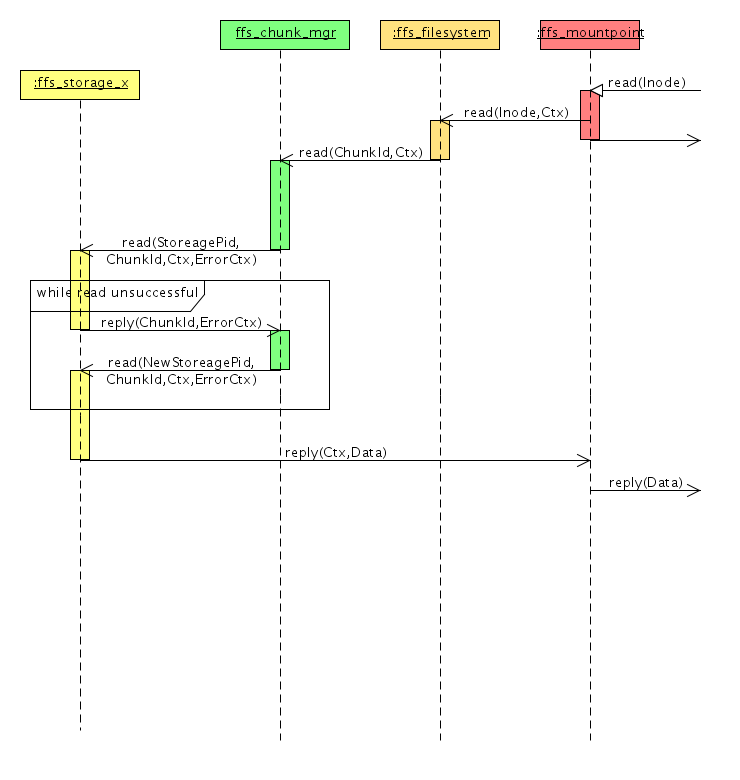 ffs_chunk_mgr
:ffs_filesystem
:ffs_mountpoint
:ffs_storage_x
read(Inode)
read(Inode,Ctx)
read(ChunkId,Ctx)
read(StoreagePid,
ChunkId,Ctx,ErrorCtx)
while read unsuccessful
reply(ChunkId,ErrorCtx)
read(NewStoreagePid,
ChunkId,Ctx,ErrorCtx)
reply(Ctx,Data)
reply(Data)